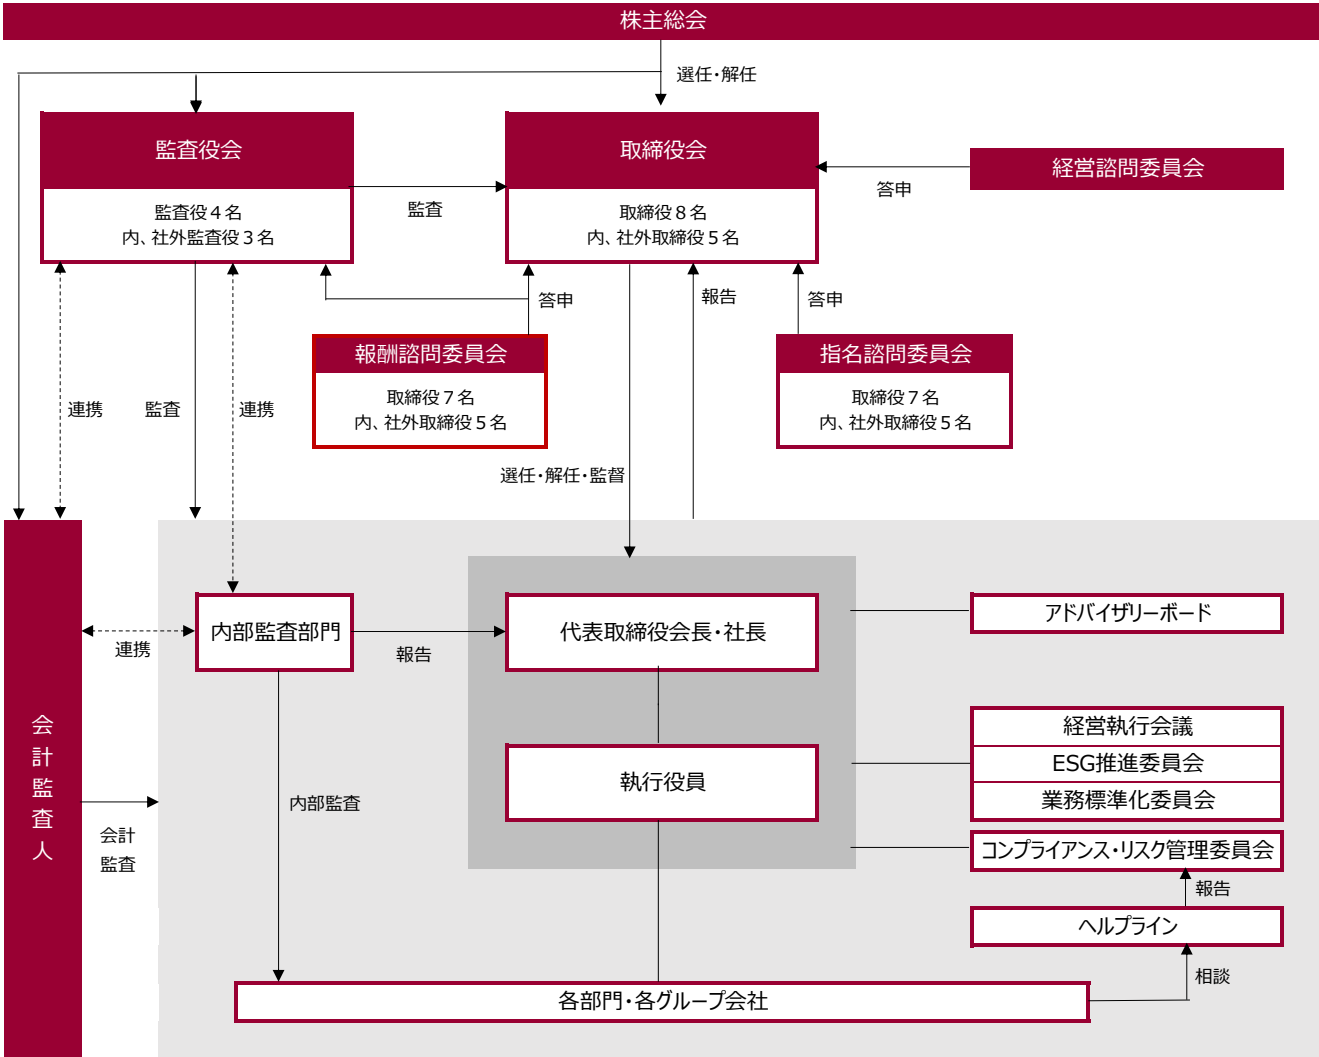 株主総会
選任・解任
監査役会
監査役４名
内、社外監査役３名
監査
取締役会
取締役８名
内、社外取締役５名
答申
経営諮問委員会
答申
報告
答申
報酬諮問委員会
取締役７名
内、社外取締役５名
指名諮問委員会
取締役７名
内、社外取締役５名
連携
監査
連携
選任・解任・監督
内部監査部門
連携
報告
代表取締役会長・社長
アドバイザリーボード
会計監査人
会計
監査
内部監査
執行役員
経営執行会議
ESG推進委員会
業務標準化委員会
コンプライアンス・リスク管理委員会
報告
ヘルプライン
相談
各部門・各グループ会社